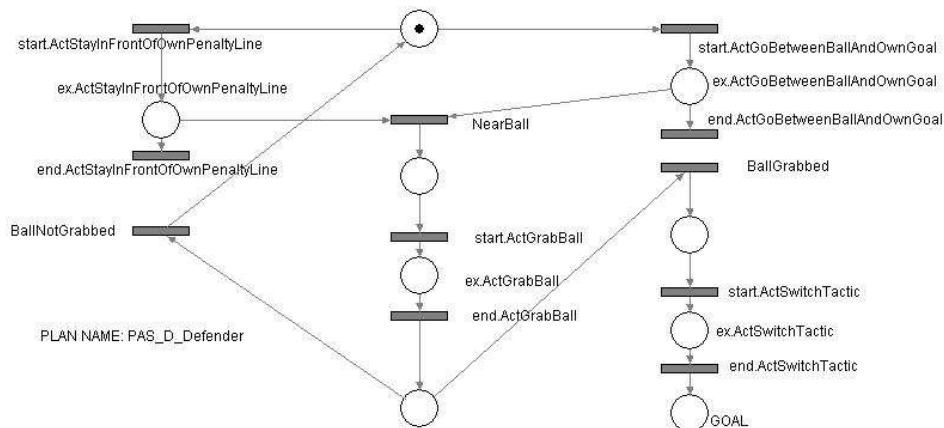 start.ActStayInFrontOfOwnPenaltyLine
start.ActGoBetweenBallAndOwnGoal
ex.ActStayInFrontOfOwnPenaltyLine
ex.ActGoBetweenBallAndOwnGoal
NearBall
end.ActGoBetweenBallAndOwnGoal
end.ActStayInFrontOfOwnPenaltyLine
BallGrabbed
BallNotGrabbed
start.ActGrabBall
ex.ActGrabBall
start.ActSwitchTactic
end.ActGrabBall
ex.ActSwitchTactic
PLAN NAME: PAS_D_Defender
end.ActSwitchTactic
GOAL